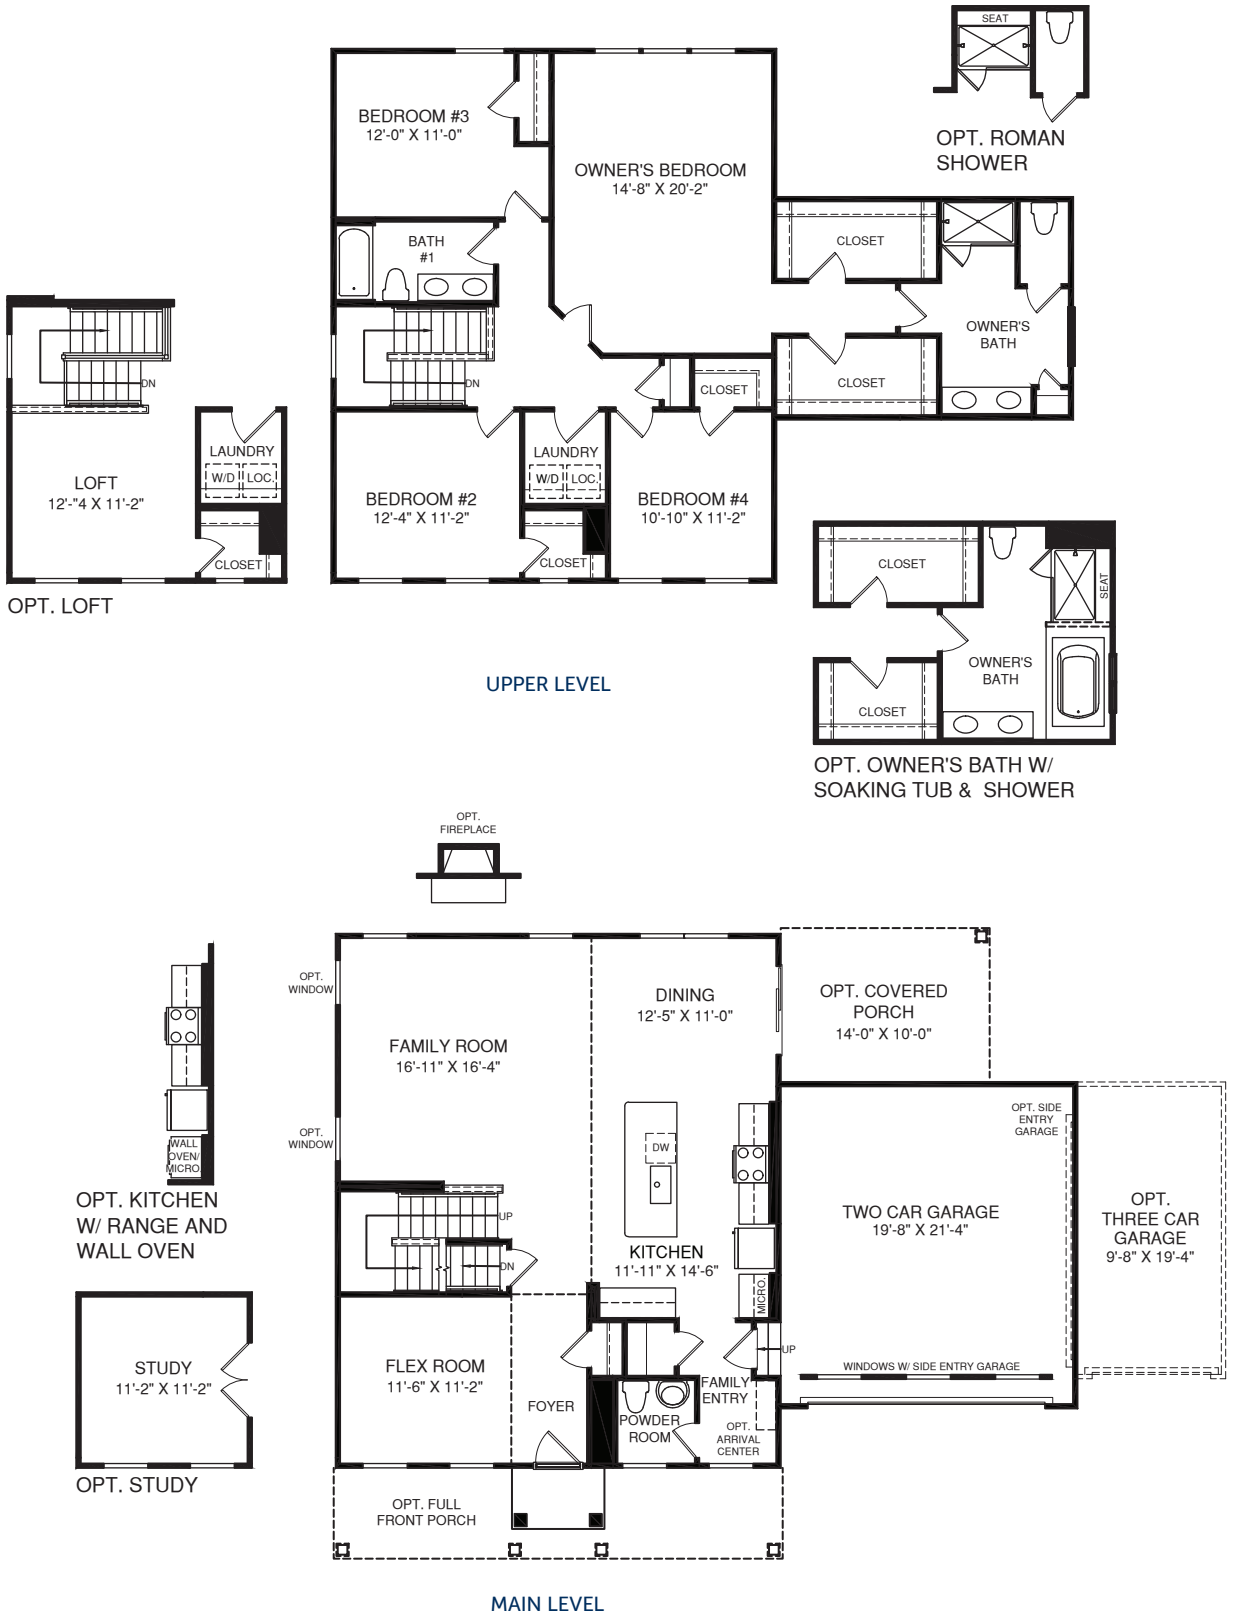 SEAT
OPT. ROMAN
SHOWER
BEDROOM #3
12'-0" X 11'-0"
OWNER'S BEDROOM
14'-8" X 20'-2"
BATH
#1
CLOSET
OWNER'S
BATH
CLOSET
DN
CLOSET
LAUNDRY
W/D
LOC.
BEDROOM #2
12'-4" X 11'-2"
CLOSET
BEDROOM #4
10'-10" X 11'-2"
DN
LOFT
12'-"4 X 11'-2"
LAUNDRY
W/D
LOC.
CLOSET
OPT. LOFT
UPPER LEVEL
CLOSET
SEAT
OWNER'S
BATH
CLOSET
OPT. OWNER'S BATH W/
SOAKING TUB & SHOWER
OPT.
FIREPLACE
OPT.
WINDOW
OPT.
WINDOW
FAMILY ROOM
16'-11" X 16'-4"
DINING
12'-5" X 11'-0"
OPT. COVERED
PORCH
14'-0" X 10'-0"
WALL
OVEN/
MICRO.
OPT. KITCHEN
W/ RANGE AND
WALL OVEN
DW
KITCHEN
11'-11" X 14'-6"
MICRO.
UP
DN
OPT. SIDE
ENTRY
GARAGE
TWO CAR GARAGE
19'-8" X 21'-4"
OPT.
THREE CAR
GARAGE
9'-8" X 19'-4"
UP
WINDOWS W/ SIDE ENTRY GARAGE
STUDY
11'-2" X 11'-2"
OPT. STUDY
FLEX ROOM
11'-6" X 11'-2"
FOYER
POWDER
ROOM
FAMILY
ENTRY
OPT.
ARRIVAL
CENTER
OPT. FULL
FRONT PORCH
MAIN LEVEL